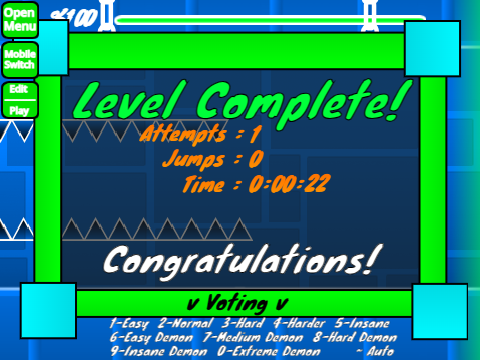 Open
Menu
%100
Mobile
Switch
Edit
Play
Level Complete!
Attempts : 1
Jumps : 0
Time : 0:00:22
Congratulations!
v Voting v
1-Easy 2-Normal 3-Hard 4-Harder 5-Insane
6-Easy Demon 7-Medium Demon 8-Hard Demon
9-Insane Demon 0-Extreme Demon ~ Auto